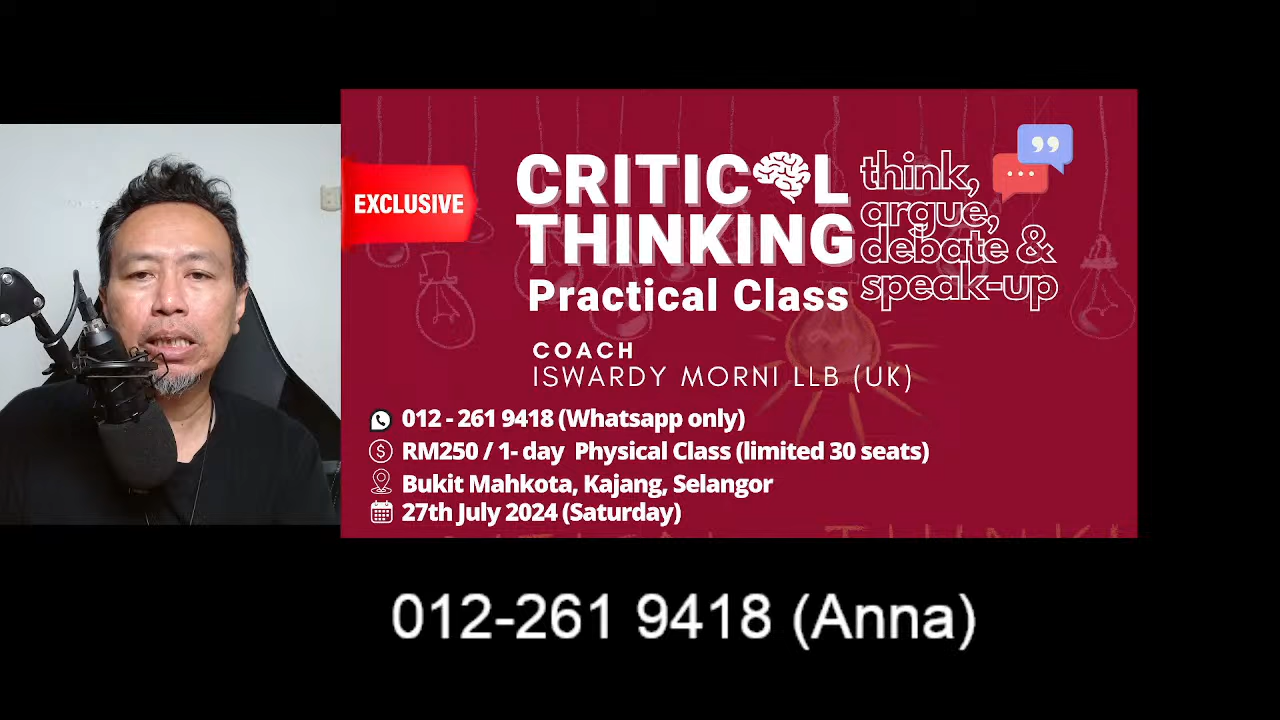 EXCLUSIVE
CRITICAL
THINKING
Practical Class
think,
argue,
debate &
speak-up
COACH
ISWARDY MORNI LLB (UK)
012 - 261 9418 (Whatsapp only)
RM250 / 1- day Physical Class (limited 30 seats)
Bukit Mahkota, Kajang, Selangor
27th July 2024 (Saturday)
012-261 9418 (Anna)